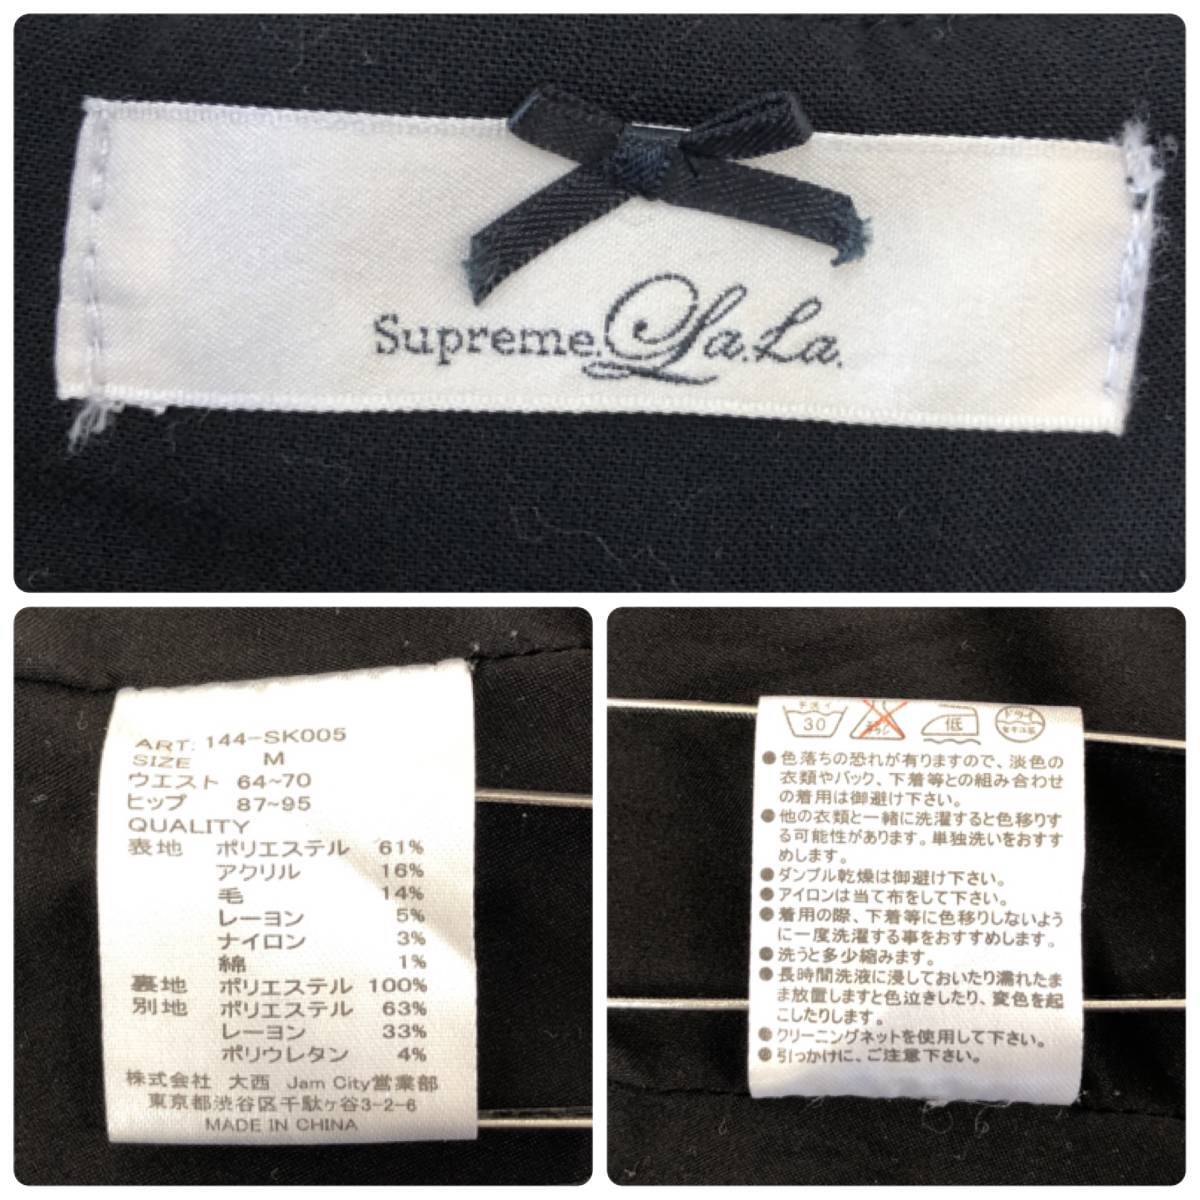 Supreme.La.La.
ART: 144-SK005
SIZE M
ウエスト 64~70
ヒップ 87~95
QUALITY
表地 ポリエステル 61%
アクリル 16%
毛 14%
レーヨン 5%
ナイロン 3%
綿 1%
裏地 ポリエステル 100%
別地 ポリエステル 63%
レーヨン 33%
ポリウレタン 4%
株式会社 大西 Jam City営業部
東京都渋谷区千駄ヶ谷3-2-6
MADE IN CHINA
手洗イ 30 低 ドライ
●色落ちの恐れが有りますので、淡色の
衣類やバック、下着等との組み合わせ
の着用は御避け下さい。
●他の衣類と一緒に洗濯すると色移りす
る可能性があります。単独洗いをおすす
めします。
●タンブル乾燥は御避け下さい。
●アイロンは当て布をして下さい。
●着用の際、下着等に色移りしないよう
に一度洗濯する事をおすすめします。
●洗うと多少縮みます。
●長時間洗液に浸しておいたり濡れたま
ま放置しますと色泣きしたり、変色を起
こしたりします。
●クリーニングネットを使用して下さい。
●引っかけに、ご注意下さい。